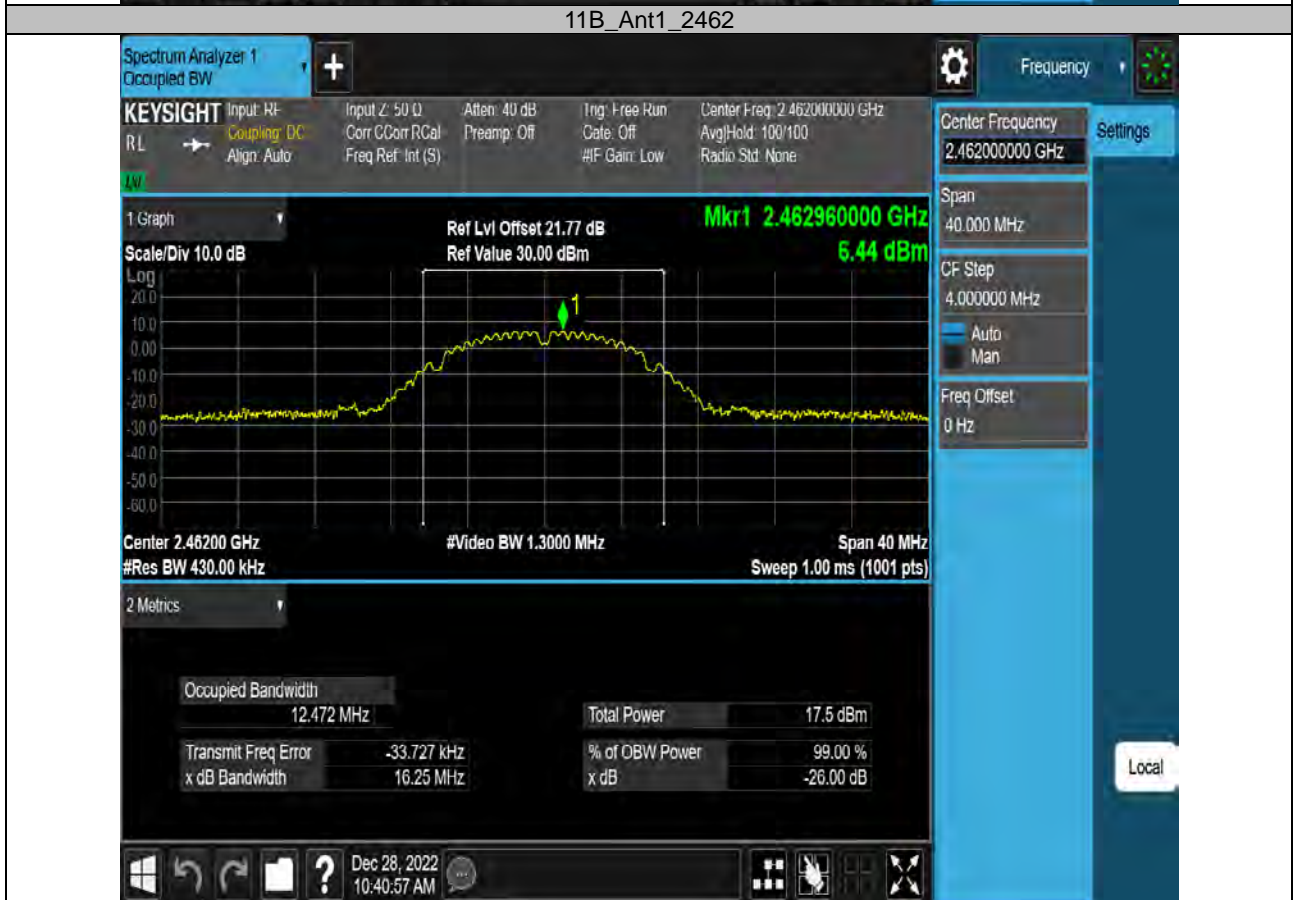 11B_Ant1_2462
Spectrum Analyzer 1
Occupied BW
Frequency
KEYSIGHT
Input: RF
Coupling: DC
Align: Auto
RL
Input Z: 50 Ω
Corr CCorr RCal
Freq Ref: Int (S)
Atten: 40 dB
Preamp: Off
Trig: Free Run
Gate: Off
#IF Gain: Low
Center Freq: 2.462000000 GHz
Avg|Hold: 100/100
Radio Std: None
Center Frequency
2.462000000 GHz
Settings
Span
40.000 MHz
CF Step
4.000000 MHz
Auto
Man
Freq Offset
0 Hz
1 Graph
Scale/Div 10.0 dB
Ref Lvl Offset 21.77 dB
Ref Value 30.00 dBm
Mkr1 2.462960000 GHz
6.44 dBm
Log
20.0
10.0
0.00
-10.0
-20.0
-30.0
-40.0
-50.0
-60.0
1
Center 2.46200 GHz
#Video BW 1.3000 MHz
Span 40 MHz
#Res BW 430.00 kHz
Sweep 1.00 ms (1001 pts)
2 Metrics
Occupied Bandwidth
12.472 MHz
Total Power 17.5 dBm
Transmit Freq Error -33.727 kHz
% of OBW Power 99.00 %
x dB Bandwidth 16.25 MHz
x dB -26.00 dB
Local
?
Dec 28, 2022
10:40:57 AM